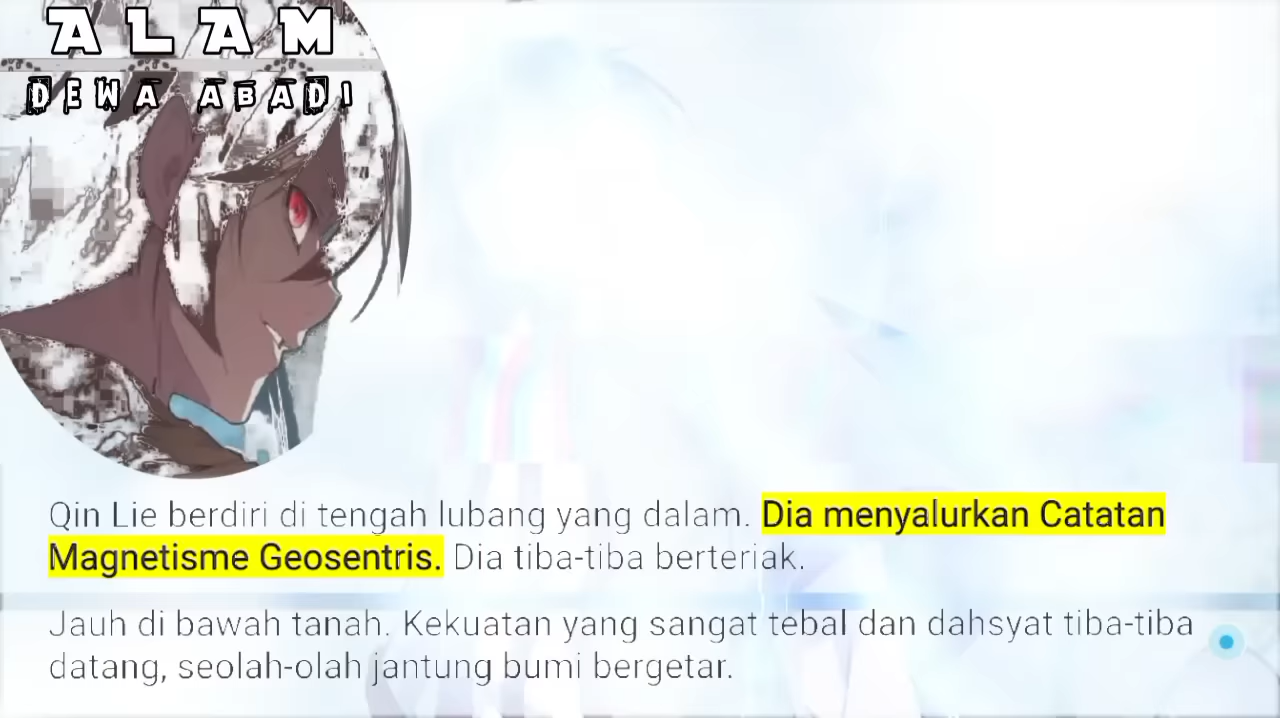 ALAM
DEWA ABADI
Qin Lie berdiri di tengah lubang yang dalam. Dia menyalurkan Catatan
Magnetisme Geosentris. Dia tiba-tiba berteriak.
Jauh di bawah tanah. Kekuatan yang sangat tebal dan dahsyat tiba-tiba
datang, seolah-olah jantung bumi bergetar.